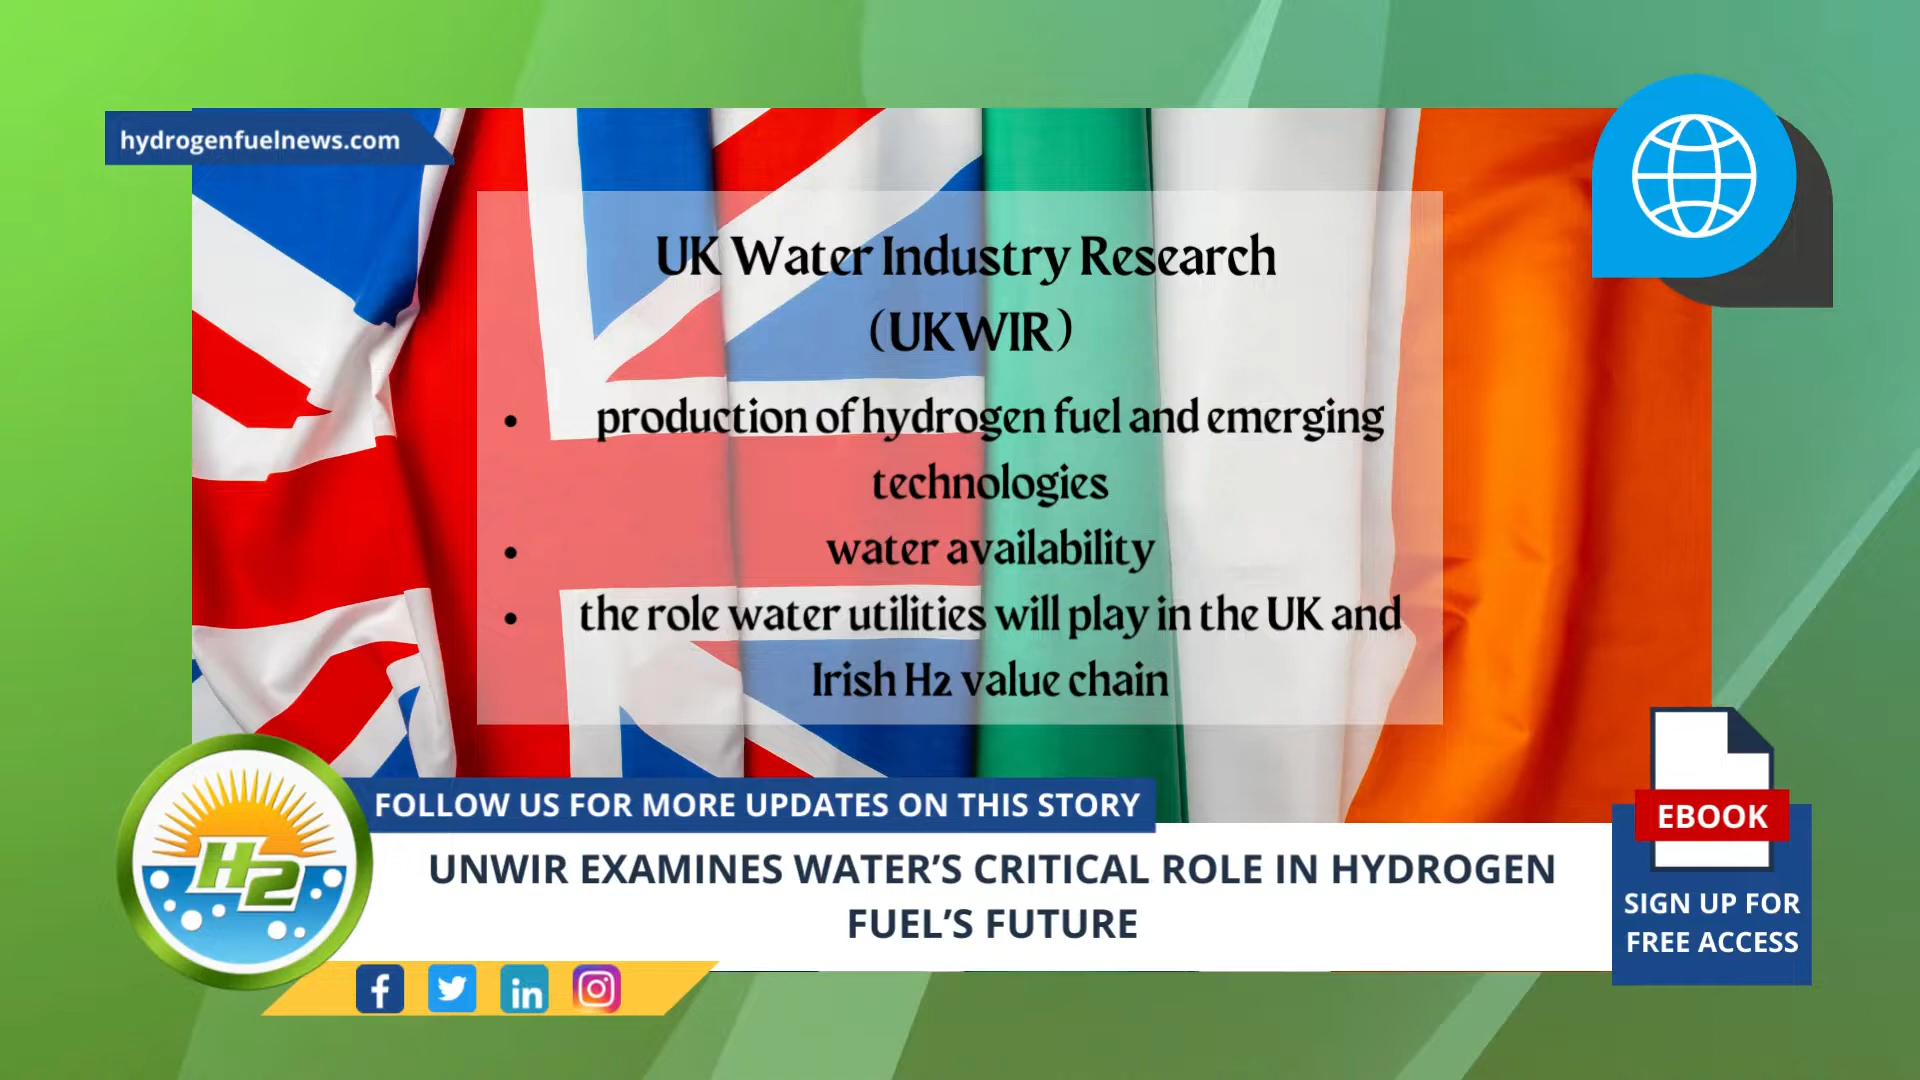 hydrogenfuelnews.com
UK Water Industry Research
(UKWIR)
• production of hydrogen fuel and emerging
technologies
• water availability
• the role water utilities will play in the UK and
Irish H2 value chain
FOLLOW US FOR MORE UPDATES ON THIS STORY
UNWIR EXAMINES WATER’S CRITICAL ROLE IN HYDROGEN
FUEL’S FUTURE
H2
EBOOK
SIGN UP FOR
FREE ACCESS